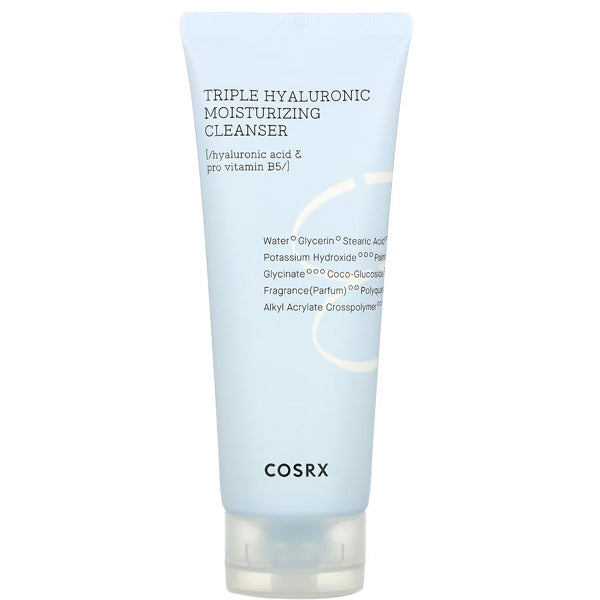 TRIPLE HYALURONIC
MOISTURIZING
CLEANSER
[/hyaluronic acid &
pro vitamin B5/]
Water° Glycerin° Stearic Acid°
Potassium Hydroxide°°°
Glycinate°°° Coco-Glucoside
Fragrance(Parfum)°°
Alkyl Acrylate Crosspolymer°°
COSRX